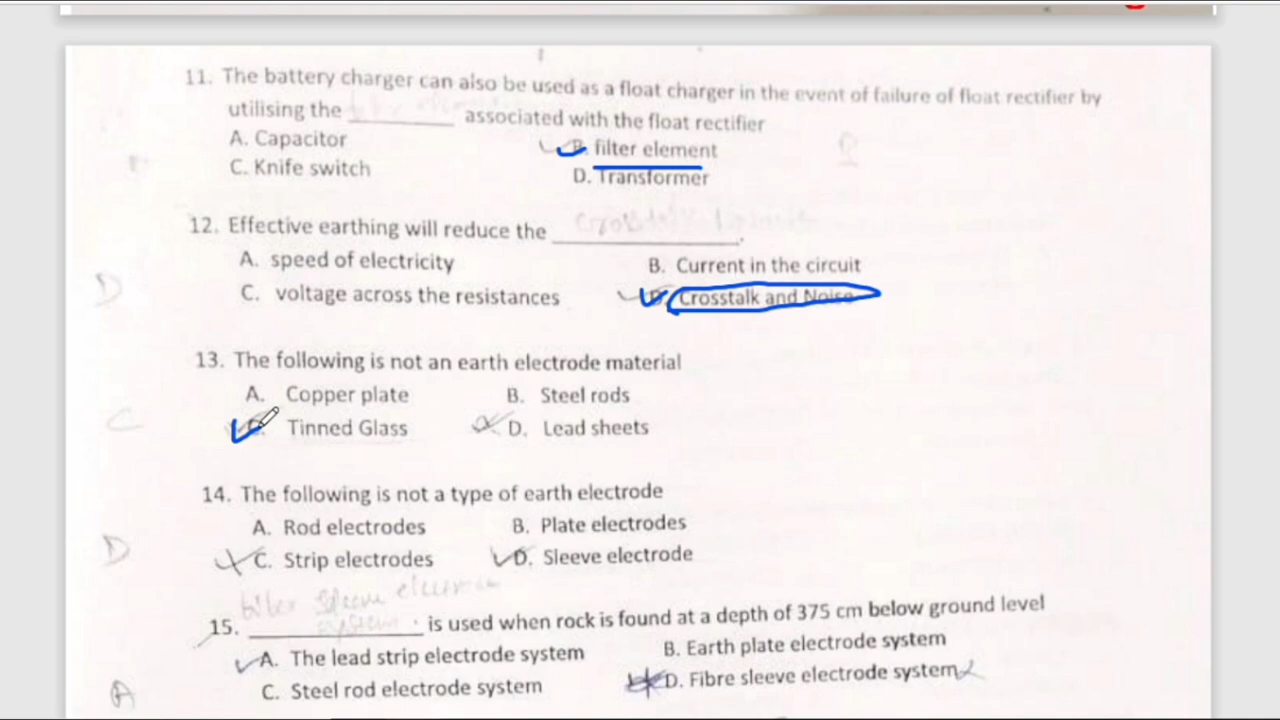 11. The battery charger can also be used as a float charger in the event of failure of float rectifier by
utilising the ________ associated with the float rectifier
A. Capacitor B. filter element
C. Knife switch D. Transformer
12. Effective earthing will reduce the ________.
A. speed of electricity B. Current in the circuit
D
C. voltage across the resistances D. Crosstalk and Noise
13. The following is not an earth electrode material
A. Copper plate B. Steel rods
C
C. Tinned Glass D. Lead sheets
14. The following is not a type of earth electrode
A. Rod electrodes B. Plate electrodes
D
C. Strip electrodes D. Sleeve electrode
15. ________ is used when rock is found at a depth of 375 cm below ground level
A. The lead strip electrode system B. Earth plate electrode system
A
C. Steel rod electrode system D. Fibre sleeve electrode system